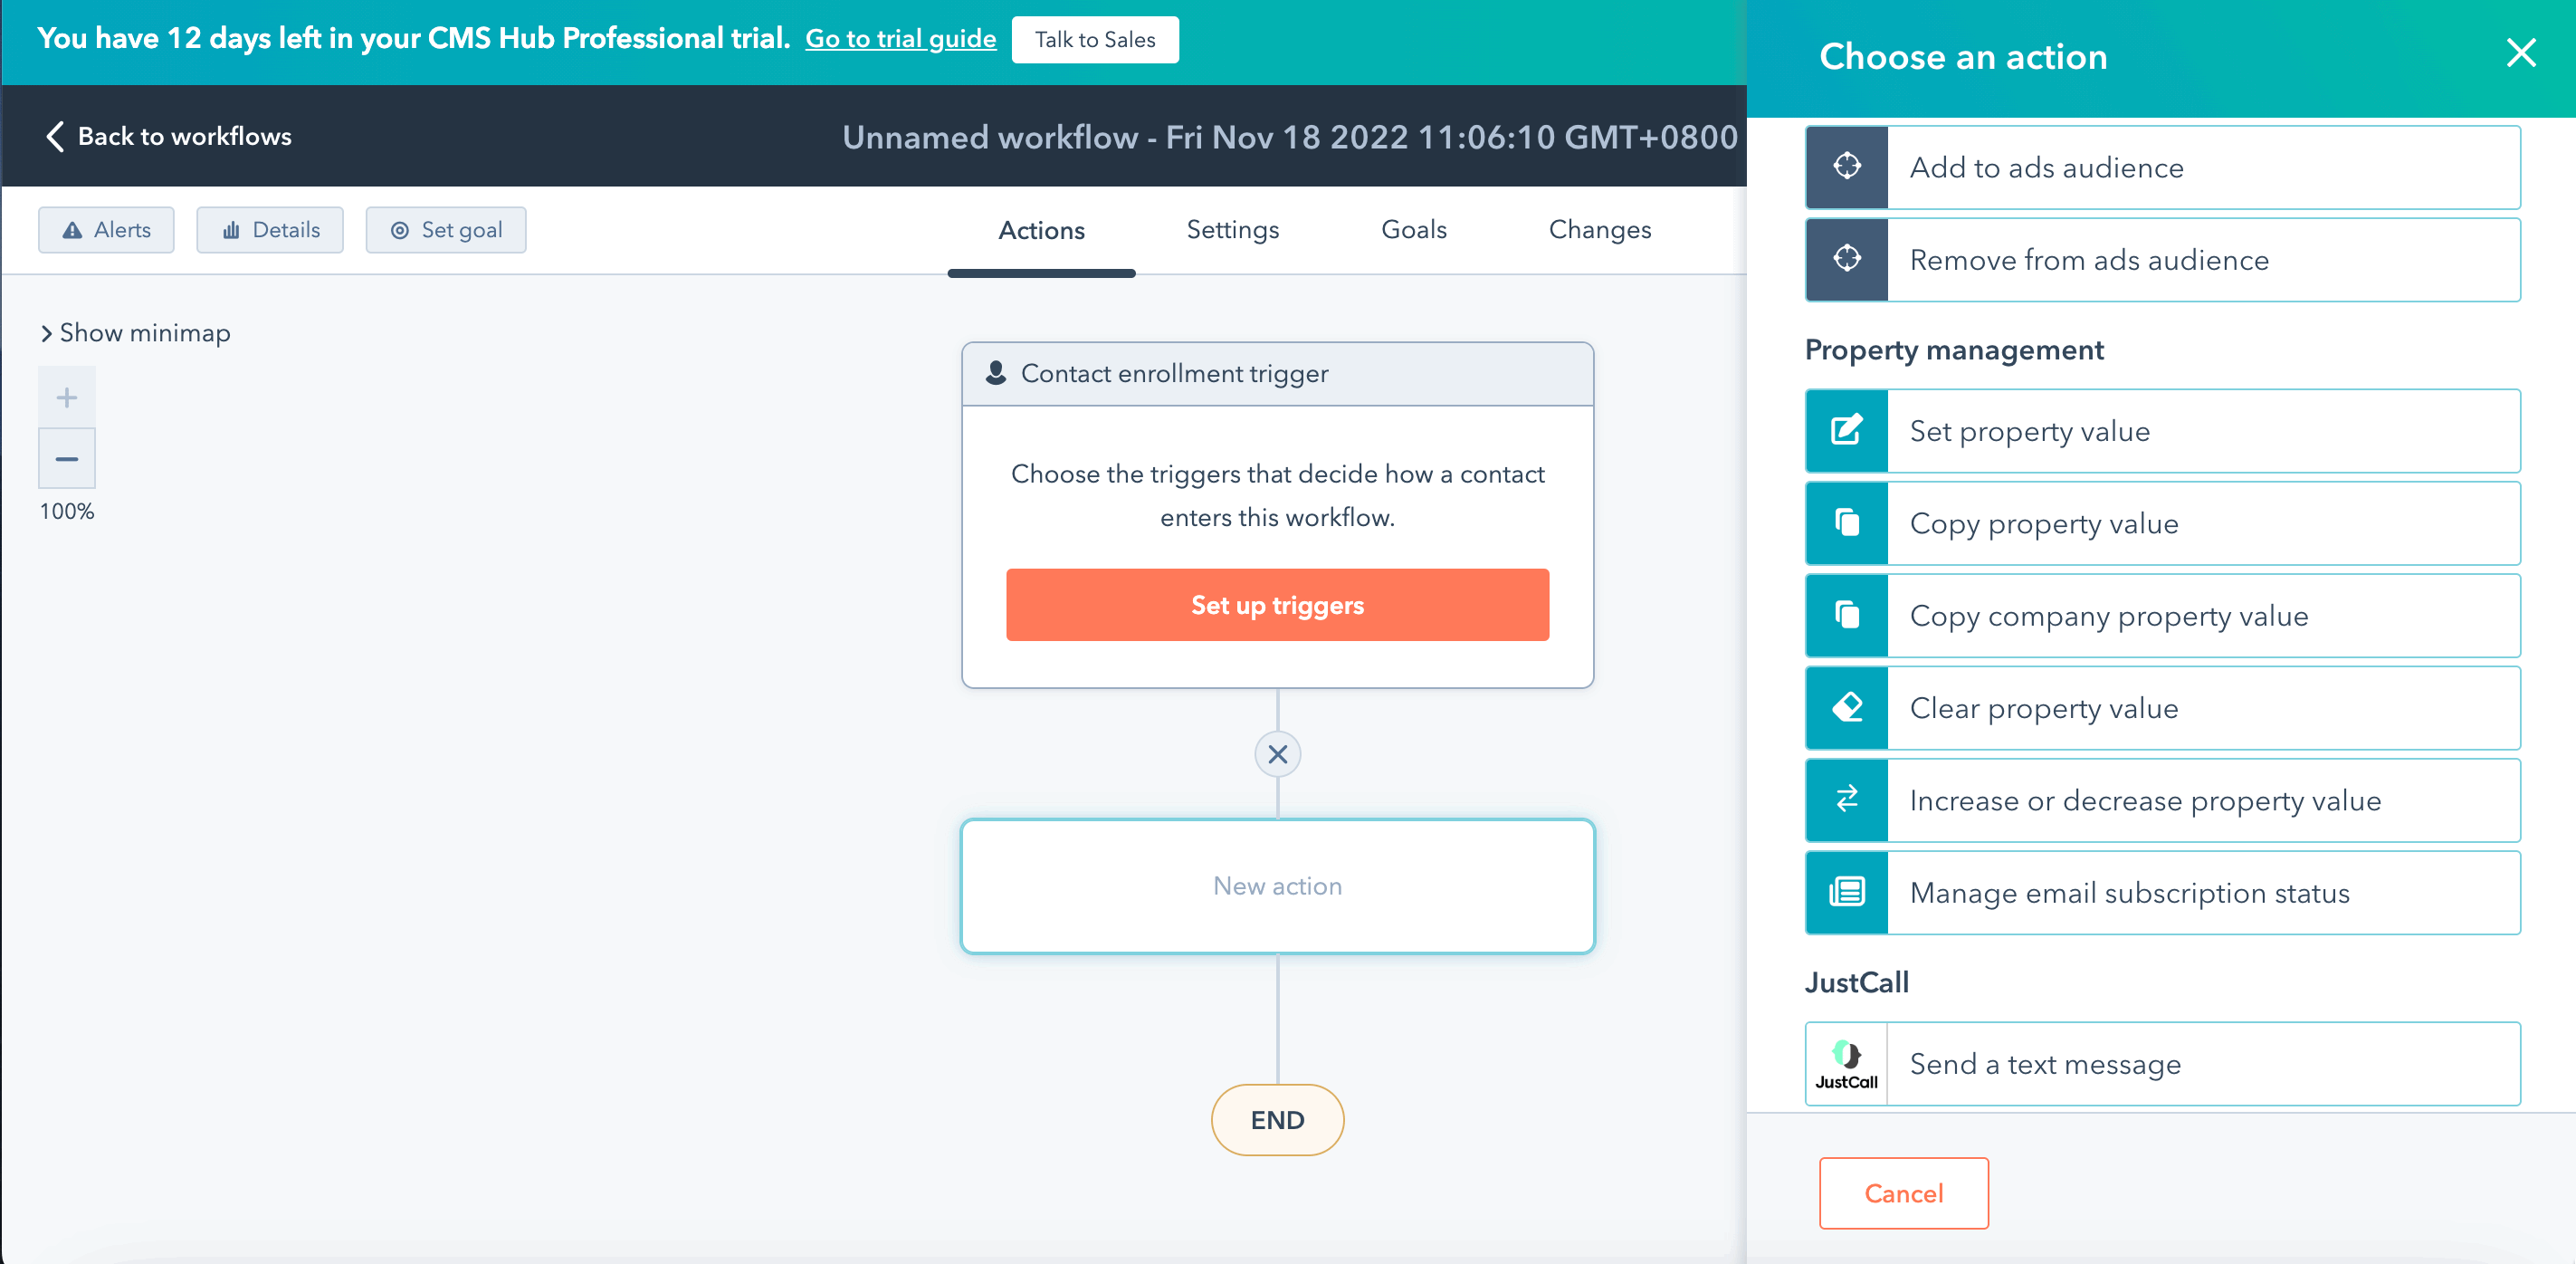 You have 12 days left in your CMS Hub Professional trial. Go to trial guide Talk to Sales
Back to workflows
Unnamed workflow - Fri Nov 18 2022 11:06:10 GMT+0800
Alerts Details Set goal
Actions Settings Goals Changes
Show minimap
100%
Contact enrollment trigger
Choose the triggers that decide how a contact
enters this workflow.
Set up triggers
New action
END
Choose an action
Add to ads audience
Remove from ads audience
Property management
Set property value
Copy property value
Copy company property value
Clear property value
Increase or decrease property value
Manage email subscription status
JustCall
JustCall Send a text message
Cancel